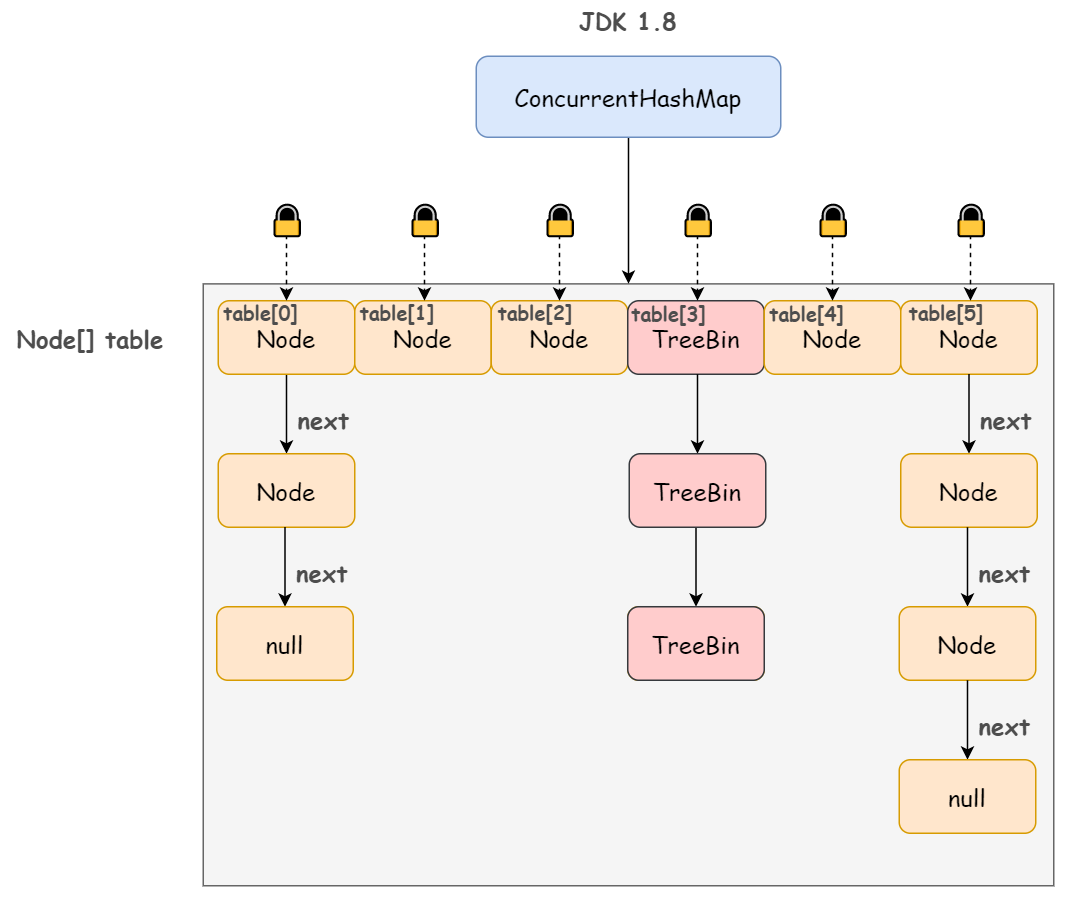 JDK 1.8
ConcurrentHashMap
Node[] table
table[0]
Node
table[1]
Node
table[2]
Node
table[3]
TreeBin
table[4]
Node
table[5]
Node
next
next
Node
TreeBin
Node
next
next
null
TreeBin
Node
next
null